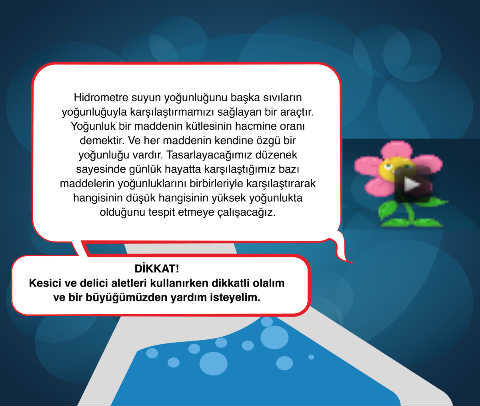 Hidrometre suyun yoğunluğunu başka sıvıların
yoğunluğuyla karşılaştırmamızı sağlayan bir araçtır.
Yoğunluk bir maddenin kütlesinin hacmine oranı
demektir. Ve her maddenin kendine özgü bir
yoğunluğu vardır. Tasarlayacağımız düzenek
sayesinde günlük hayatta karşılaştığımız bazı
maddelerin yoğunluklarını birbirleriyle karşılaştırarak
hangisinin düşük hangisinin yüksek yoğunlukta
olduğunu tespit etmeye çalışacağız.
DİKKAT!
Kesici ve delici aletleri kullanırken dikkatli olalım
ve bir büyüğümüzden yardım isteyelim.